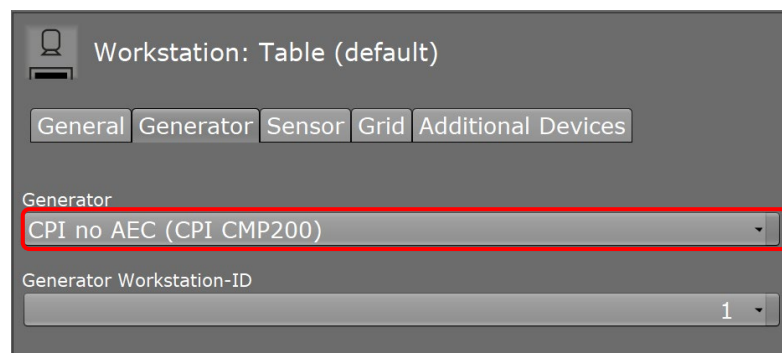 Workstation: Table (default)
General Generator Sensor Grid Additional Devices
Generator
CPI no AEC (CPI CMP200)
Generator Workstation-ID
1